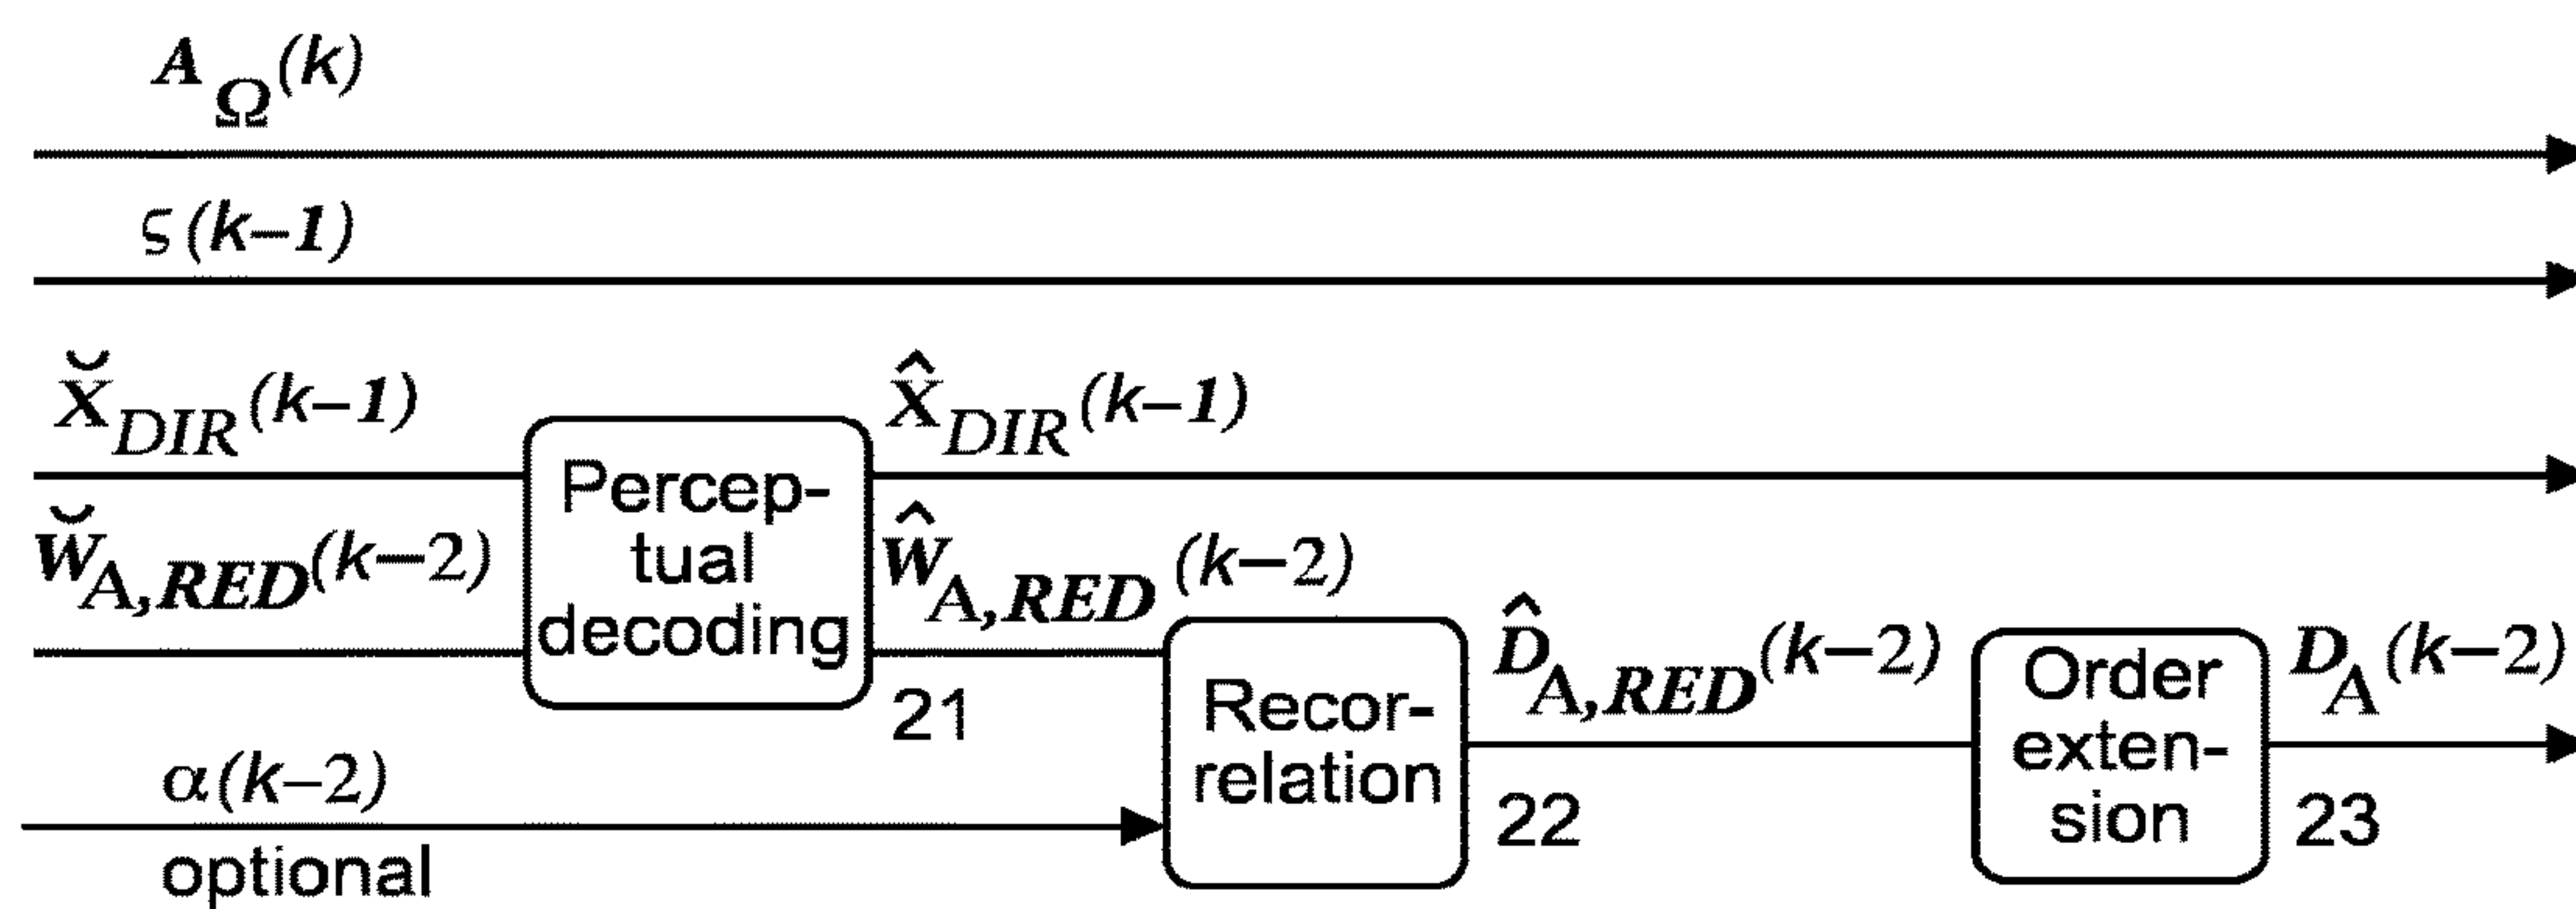 A_Ω(k)
ς(k–1)
X̆_DIR(k–1)
X̂_DIR(k–1)
W̆_A,RED(k–2)
Percep-
tual
decoding
21
Ŵ_A,RED(k–2)
α(k–2)
optional
Recor-
relation
22
D̂_A,RED(k–2)
Order
exten-
sion
23
D_A(k–2)